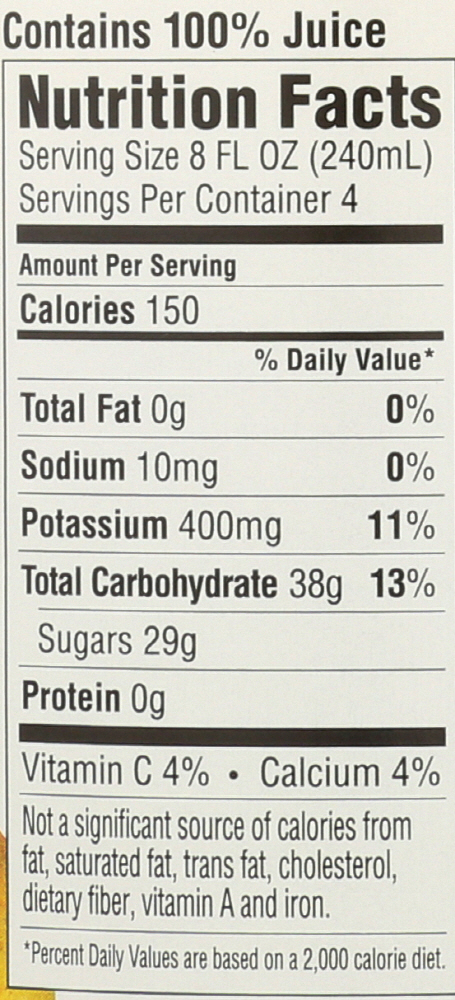 Contains 100% Juice
Nutrition Facts
Serving Size 8 FL OZ (240mL)
Servings Per Container 4
Amount Per Serving
Calories 150
% Daily Value*
Total Fat 0g 0%
Sodium 10mg 0%
Potassium 400mg 11%
Total Carbohydrate 38g 13%
Sugars 29g
Protein 0g
Vitamin C 4% • Calcium 4%
Not a significant source of calories from
fat, saturated fat, trans fat, cholesterol,
dietary fiber, vitamin A and iron.
*Percent Daily Values are based on a 2,000 calorie diet.